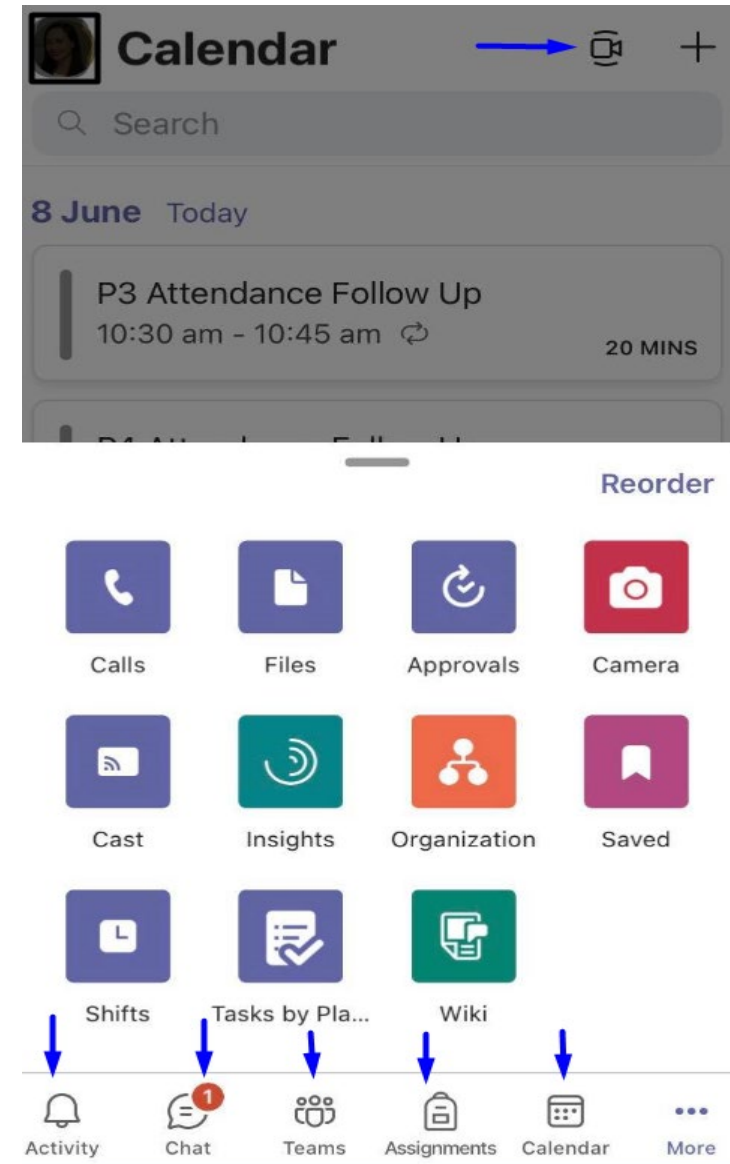 Calendar
Search
8 June Today
P3 Attendance Follow Up
10:30 am - 10:45 am
20 MINS
Reorder
Calls Files Approvals Camera
Cast Insights Organization Saved
Shifts Tasks by Pla... Wiki
1
Activity Chat Teams Assignments Calendar More